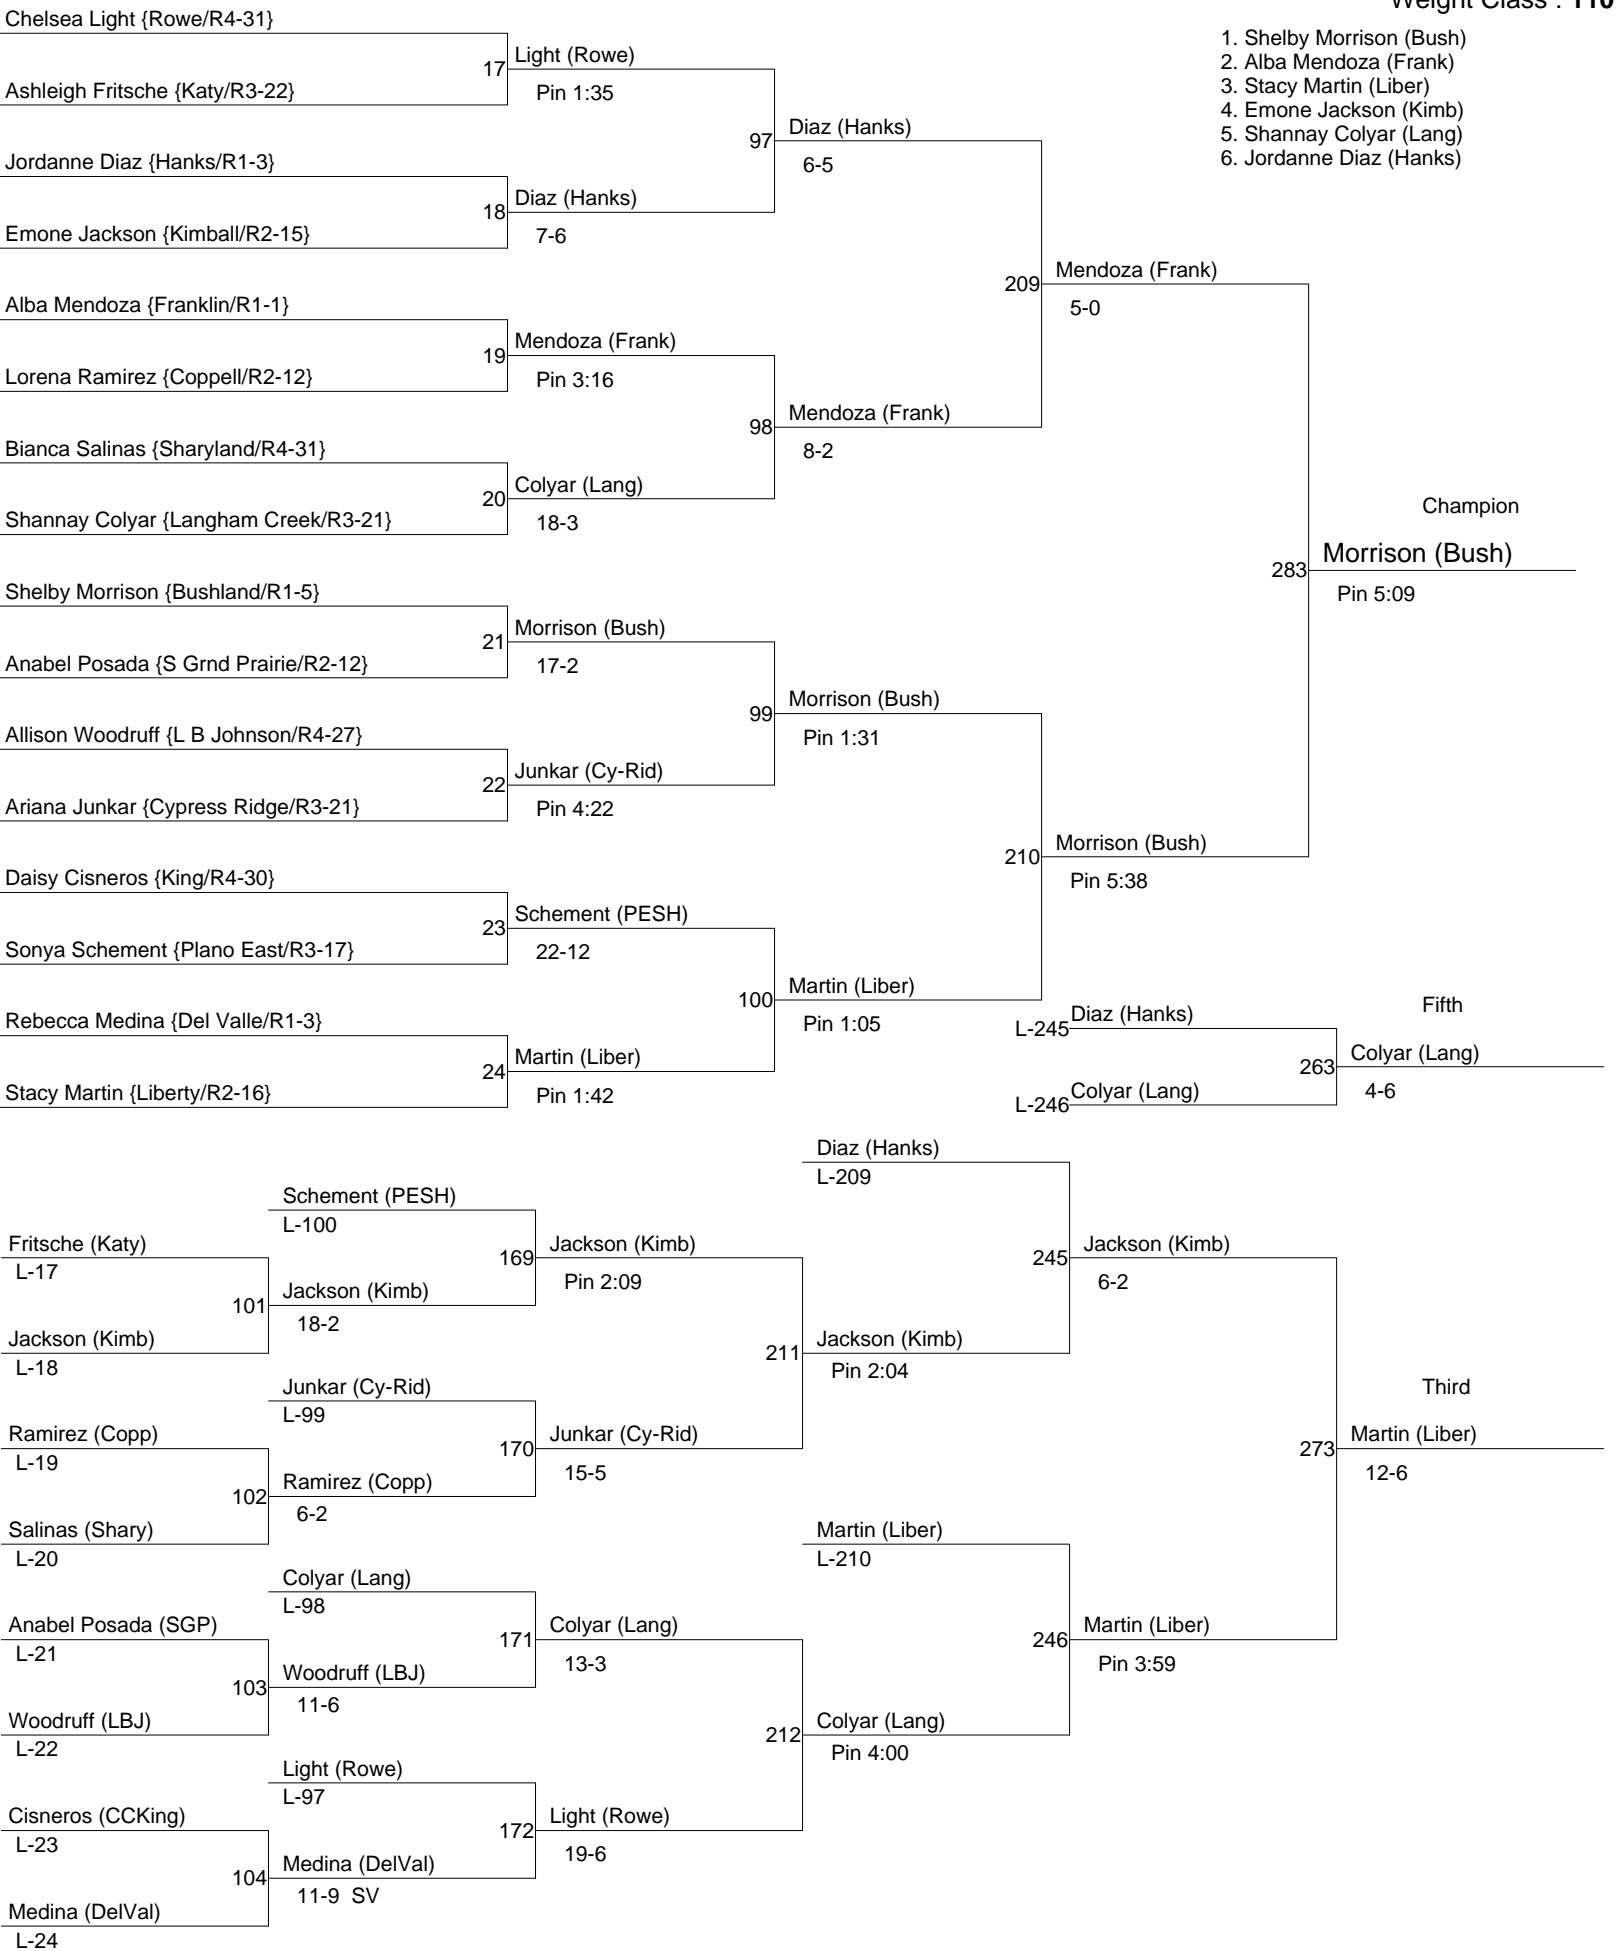 Weight Class : 110
1. Shelby Morrison (Bush)
2. Alba Mendoza (Frank)
3. Stacy Martin (Liber)
4. Emone Jackson (Kimb)
5. Shannay Colyar (Lang)
6. Jordanne Diaz (Hanks)
Chelsea Light {Rowe/R4-31}
17
Light (Rowe)
Pin 1:35
Ashleigh Fritsche {Katy/R3-22}
97
Diaz (Hanks)
6-5
Jordanne Diaz {Hanks/R1-3}
18
Diaz (Hanks)
7-6
Emone Jackson {Kimball/R2-15}
209
Mendoza (Frank)
5-0
Alba Mendoza {Franklin/R1-1}
19
Mendoza (Frank)
Pin 3:16
Lorena Ramirez {Coppell/R2-12}
98
Mendoza (Frank)
8-2
Bianca Salinas {Sharyland/R4-31}
20
Colyar (Lang)
18-3
Shannay Colyar {Langham Creek/R3-21}
Champion
283
Morrison (Bush)
Pin 5:09
Shelby Morrison {Bushland/R1-5}
21
Morrison (Bush)
17-2
Anabel Posada {S Grnd Prairie/R2-12}
99
Morrison (Bush)
Pin 1:31
Allison Woodruff {L B Johnson/R4-27}
22
Junkar (Cy-Rid)
Pin 4:22
Ariana Junkar {Cypress Ridge/R3-21}
210
Morrison (Bush)
Pin 5:38
Daisy Cisneros {King/R4-30}
23
Schement (PESH)
22-12
Sonya Schement {Plano East/R3-17}
100
Martin (Liber)
Pin 1:05
Rebecca Medina {Del Valle/R1-3}
24
Martin (Liber)
Pin 1:42
Stacy Martin {Liberty/R2-16}
Fifth
L-245
Diaz (Hanks)
263
Colyar (Lang)
4-6
L-246
Colyar (Lang)
Diaz (Hanks)
L-209
Schement (PESH)
L-100
Fritsche (Katy)
L-17
169
Jackson (Kimb)
Pin 2:09
245
Jackson (Kimb)
6-2
101
Jackson (Kimb)
18-2
Jackson (Kimb)
L-18
211
Jackson (Kimb)
Pin 2:04
Junkar (Cy-Rid)
L-99
Third
Ramirez (Copp)
L-19
170
Junkar (Cy-Rid)
15-5
273
Martin (Liber)
12-6
102
Ramirez (Copp)
6-2
Salinas (Shary)
L-20
Martin (Liber)
L-210
Colyar (Lang)
L-98
Anabel Posada (SGP)
L-21
171
Colyar (Lang)
13-3
246
Martin (Liber)
Pin 3:59
103
Woodruff (LBJ)
11-6
Woodruff (LBJ)
L-22
212
Colyar (Lang)
Pin 4:00
Light (Rowe)
L-97
Cisneros (CCKing)
L-23
172
Light (Rowe)
19-6
104
Medina (DelVal)
11-9 SV
Medina (DelVal)
L-24